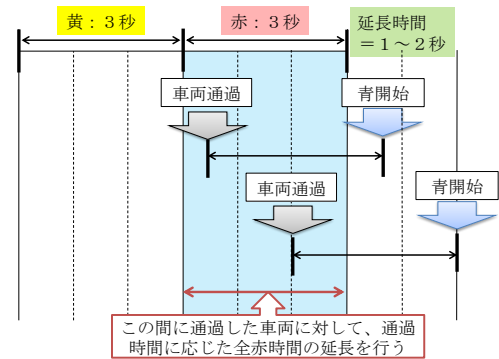 黄：3秒
赤：3秒
延長時間
＝1～2秒
車両通過
青開始
車両通過
青開始
この間に通過した車両に対して、通過
時間に応じた全赤時間の延長を行う